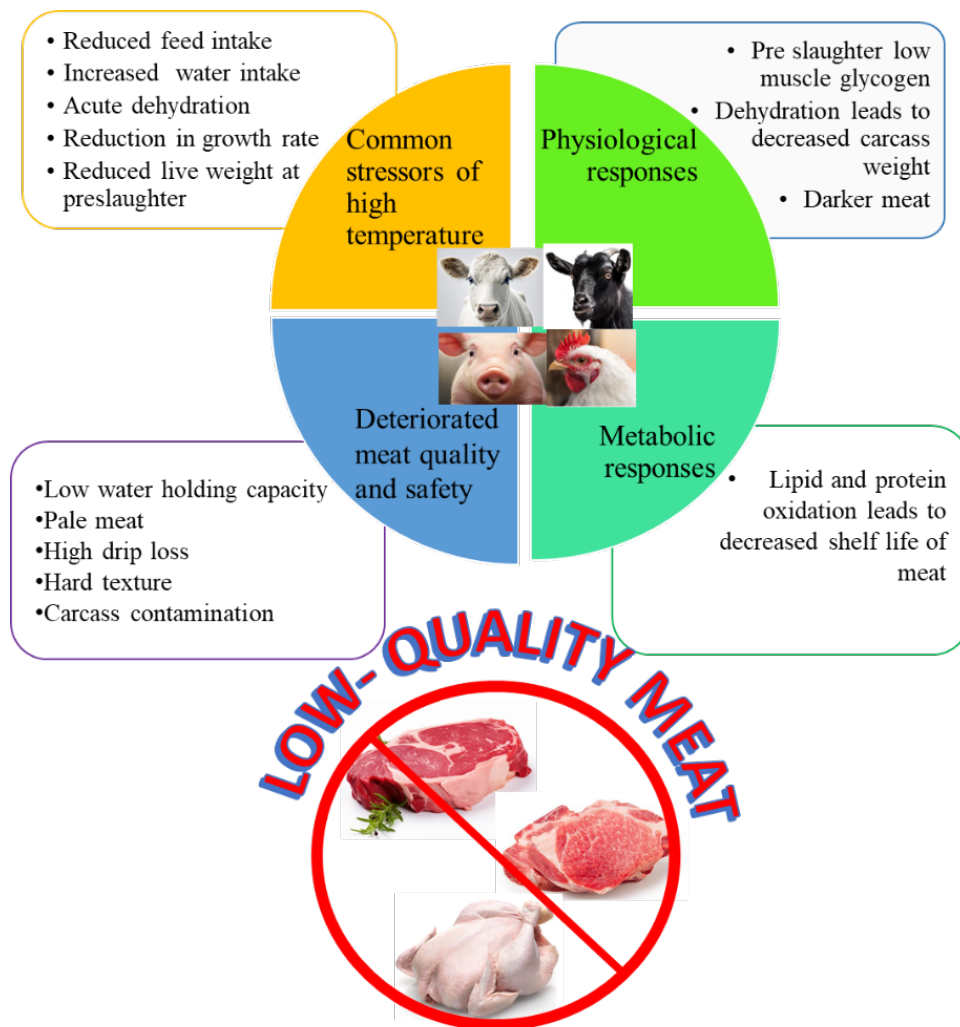 • Reduced feed intake
• Increased water intake
• Acute dehydration
• Reduction in growth rate
• Reduced live weight at
preslaughter
Common
stressors of
high
temperature
Physiological
responses
• Pre slaughter low
muscle glycogen
• Dehydration leads to
decreased carcass
weight
• Darker meat
Deteriorated
meat quality
and safety
Metabolic
responses
•Low water holding capacity
•Pale meat
•High drip loss
•Hard texture
•Carcass contamination
• Lipid and protein
oxidation leads to
decreased shelf life of
meat
LOW- QUALITY MEAT